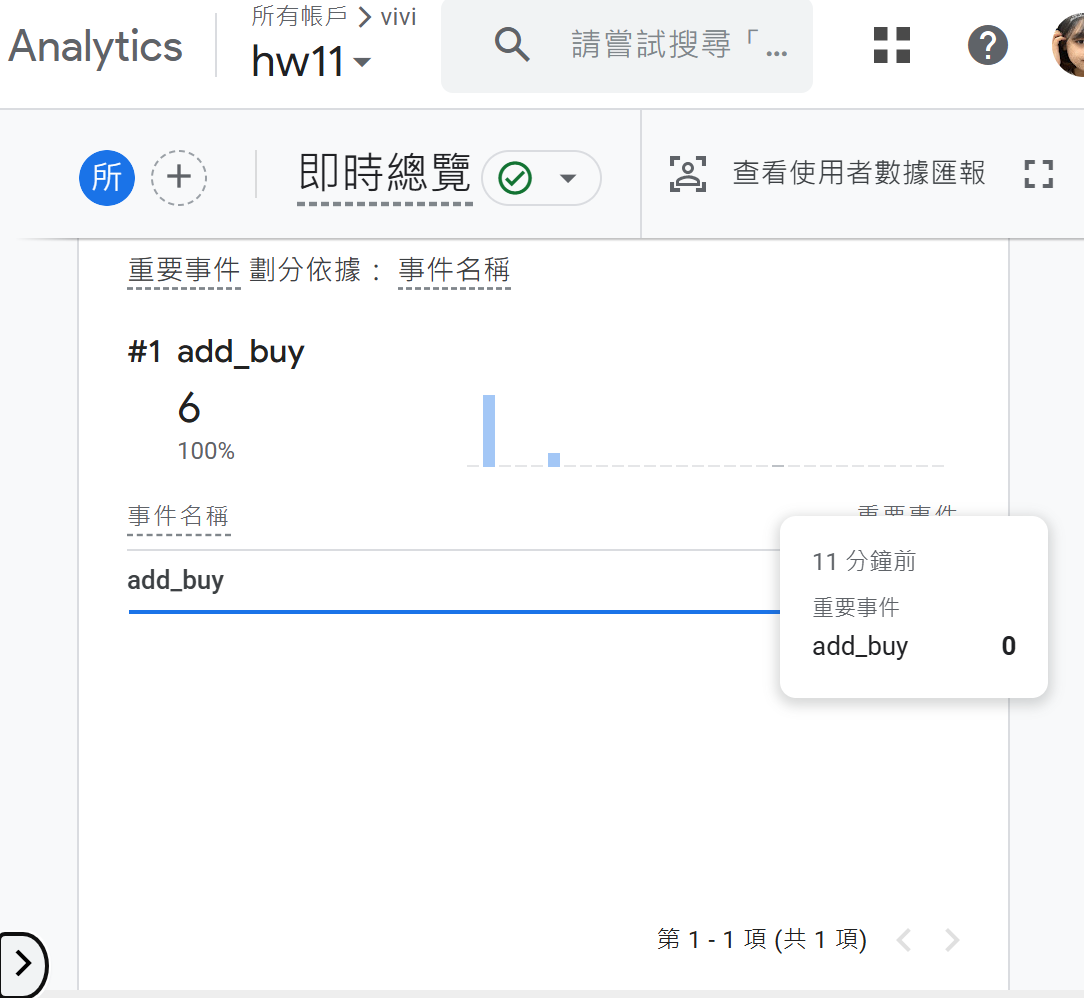 所有帳戶 > vivi
Analytics
hw11
請嘗試搜尋「...
所
即時總覽
查看使用者數據匯報
重要事件 劃分依據： 事件名稱
#1 add_buy
6
100%
事件名稱
重要事件
add_buy
11 分鐘前
重要事件
add_buy 0
第 1 - 1 項 (共 1 項)